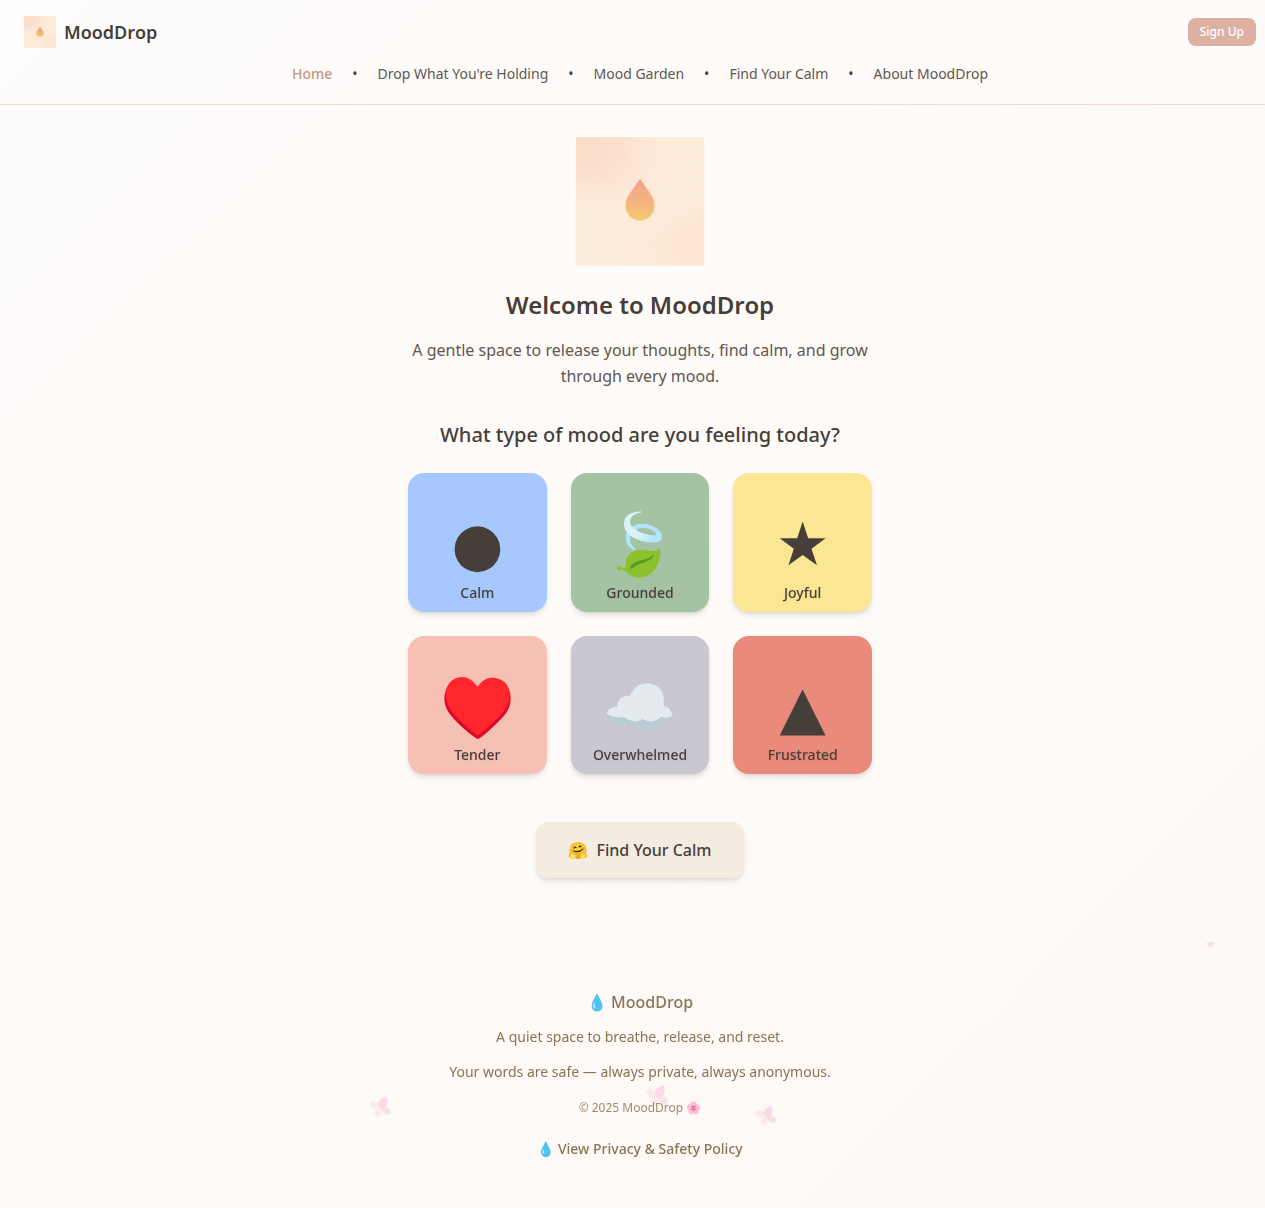 MoodDrop
Sign Up
Home • Drop What You're Holding • Mood Garden • Find Your Calm • About MoodDrop
Welcome to MoodDrop
A gentle space to release your thoughts, find calm, and grow
through every mood.
What type of mood are you feeling today?
Calm
Grounded
Joyful
Tender
Overwhelmed
Frustrated
🤗 Find Your Calm
💧 MoodDrop
A quiet space to breathe, release, and reset.
Your words are safe — always private, always anonymous.
© 2025 MoodDrop 🌸
💧 View Privacy & Safety Policy